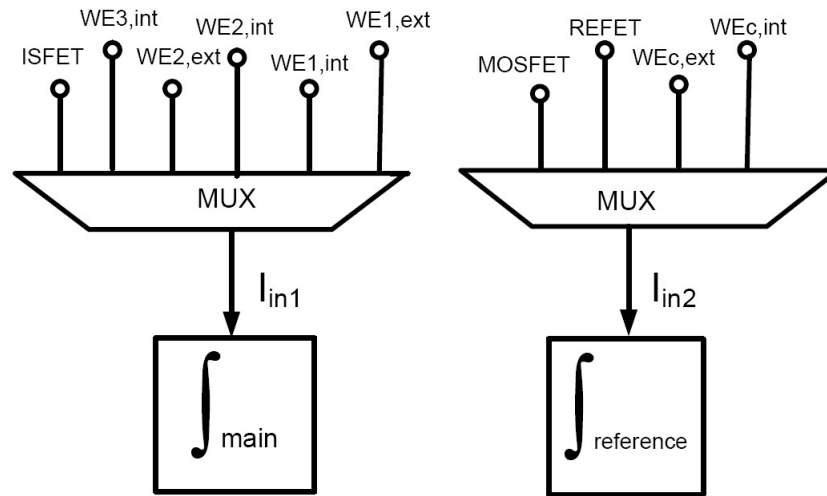 ISFET
WE3,int
WE2,ext
WE2,int
WE1,int
WE1,ext
MUX
Iin1
∫main
MOSFET
REFET
WEc,ext
WEc,int
MUX
Iin2
∫reference